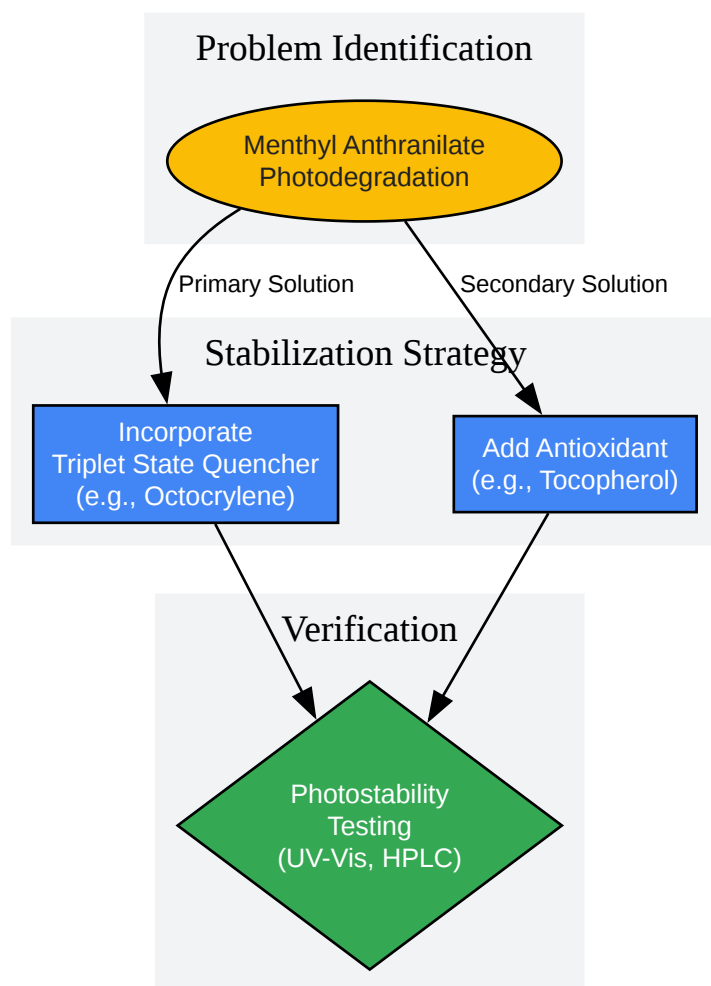 Problem Identification
Menthyl Anthranilate
Photodegradation
Primary Solution
Secondary Solution
Stabilization Strategy
Incorporate
Triplet State Quencher
(e.g., Octocrylene)
Add Antioxidant
(e.g., Tocopherol)
Verification
Photostability
Testing
(UV-Vis, HPLC)